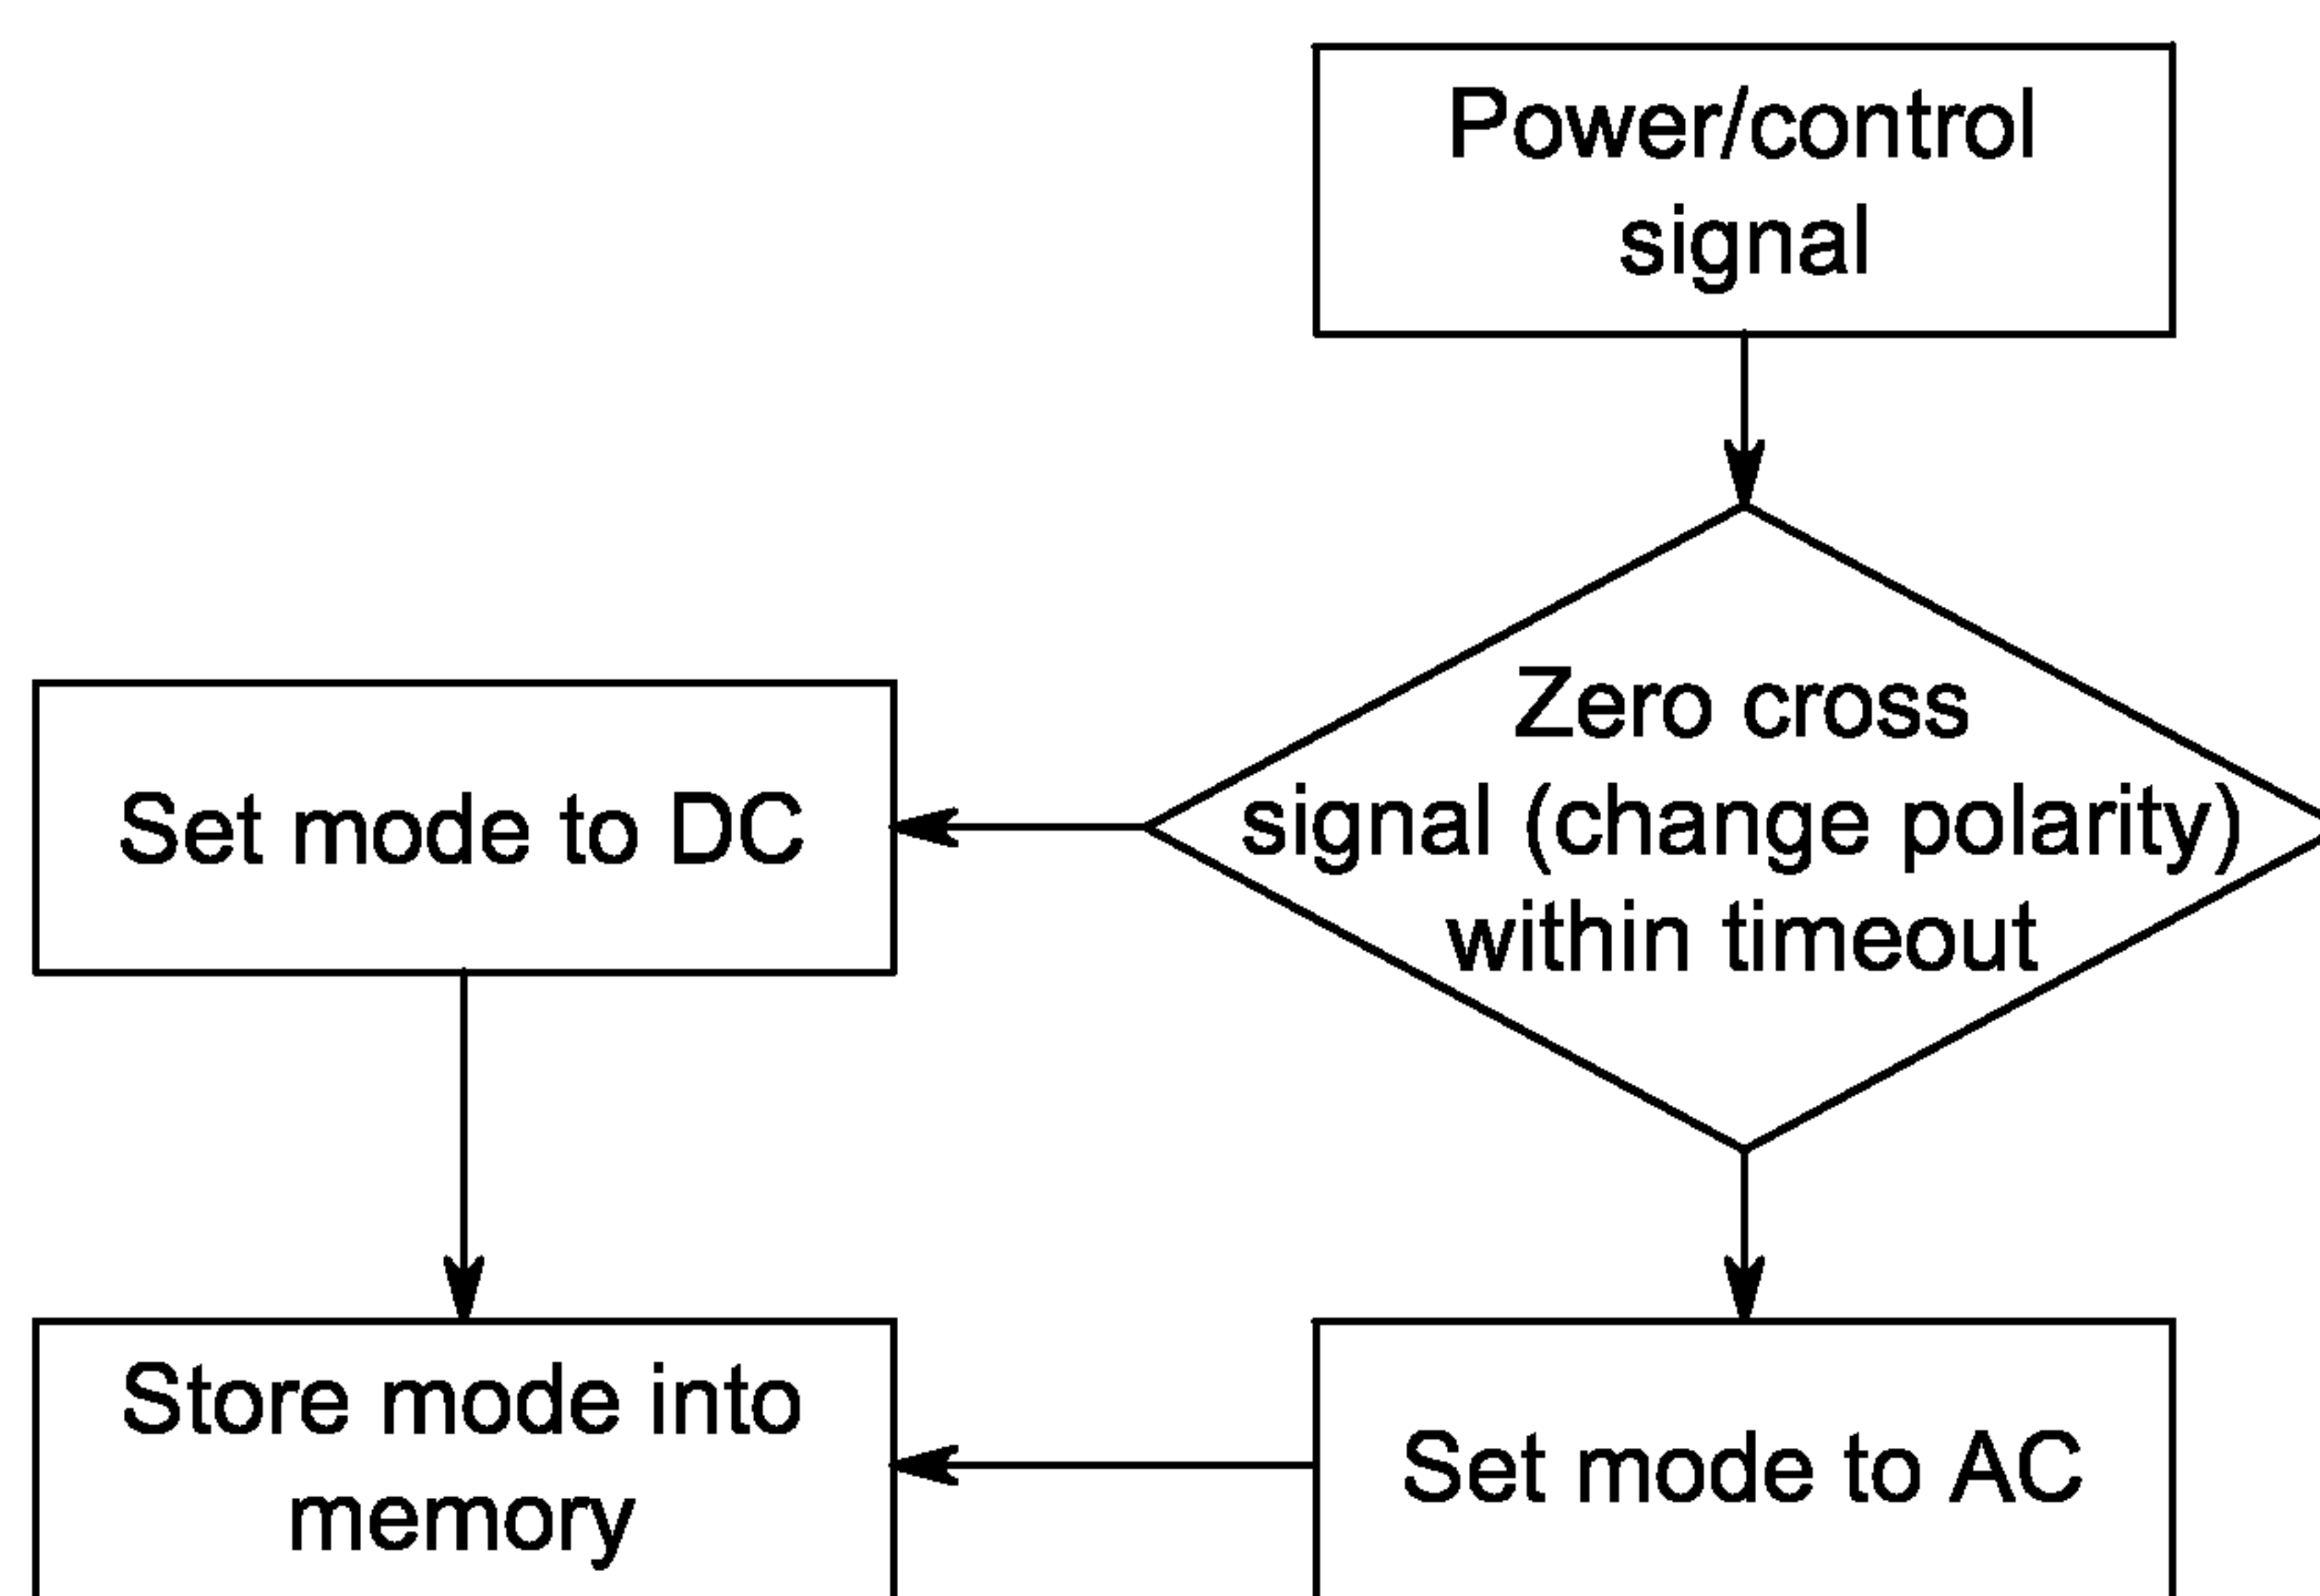 Power/control
signal
Zero cross
signal (change polarity)
within timeout
Set mode to DC
Store mode into
memory
Set mode to AC